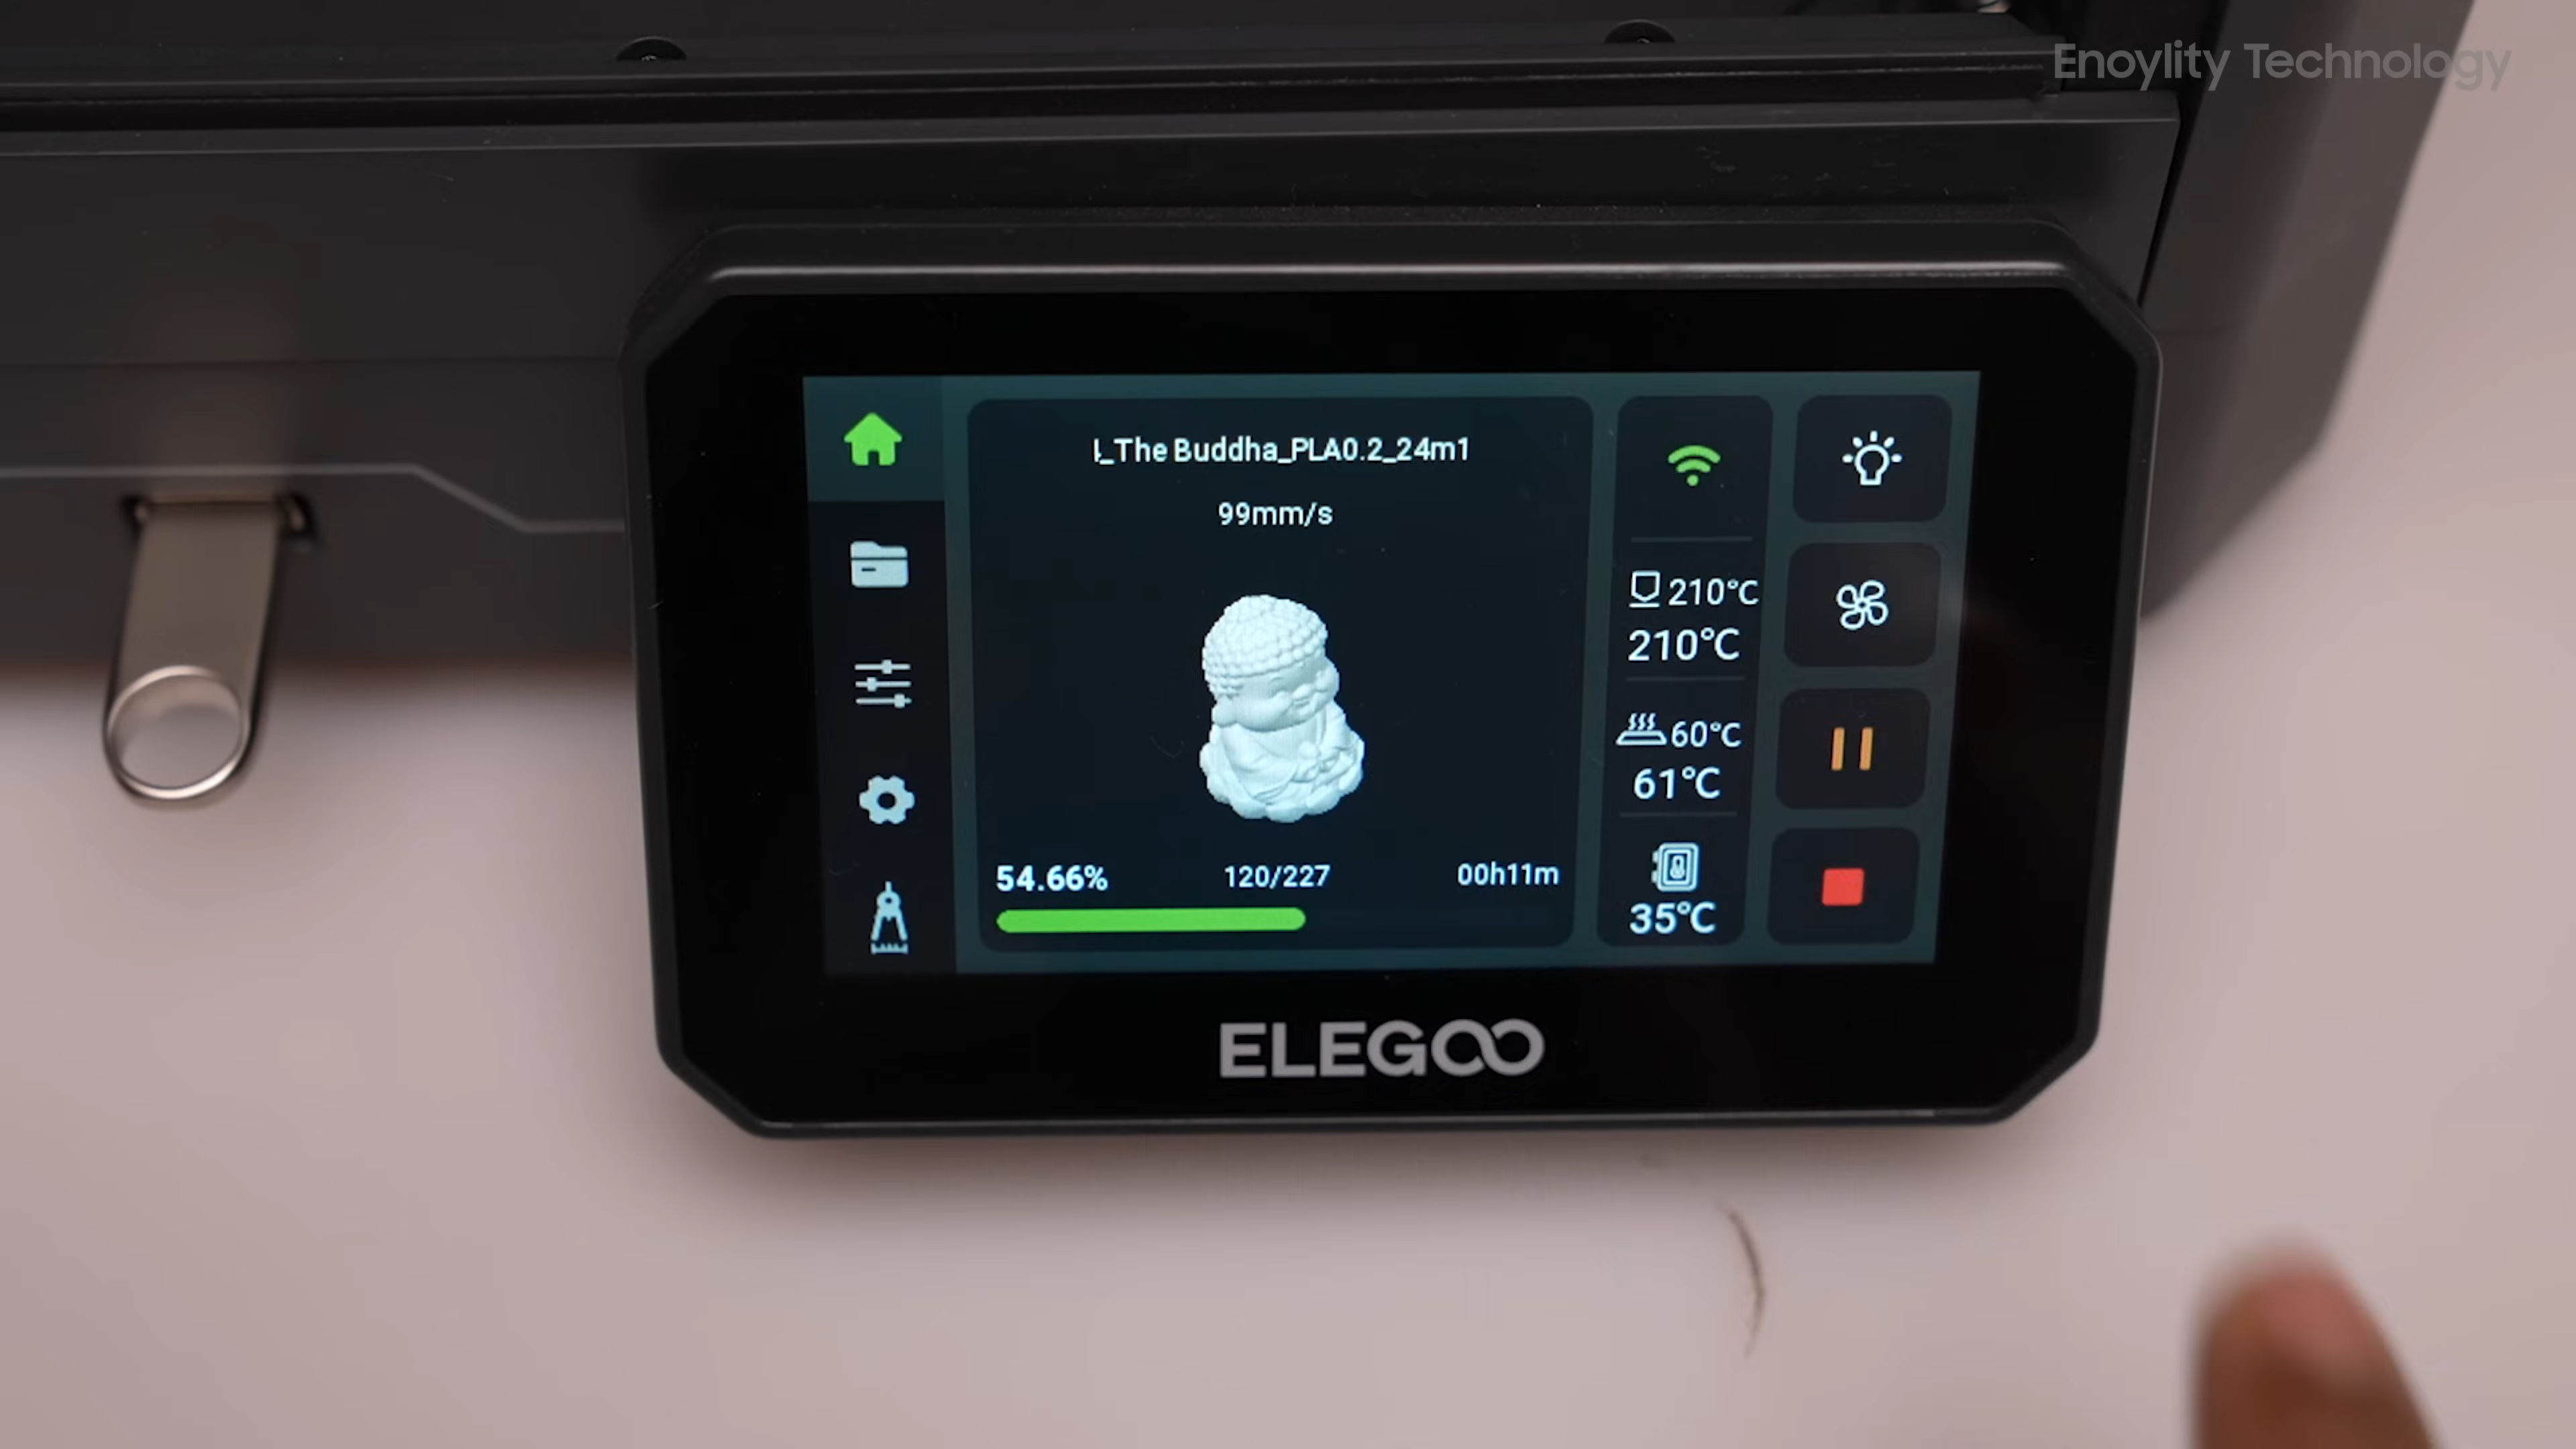 Enoylity Technology
l_The Buddha_PLA0.2_24m1
99mm/s
210°C
210°C
60°C
61°C
35°C
54.66% 120/227 00h11m
ELEGOO